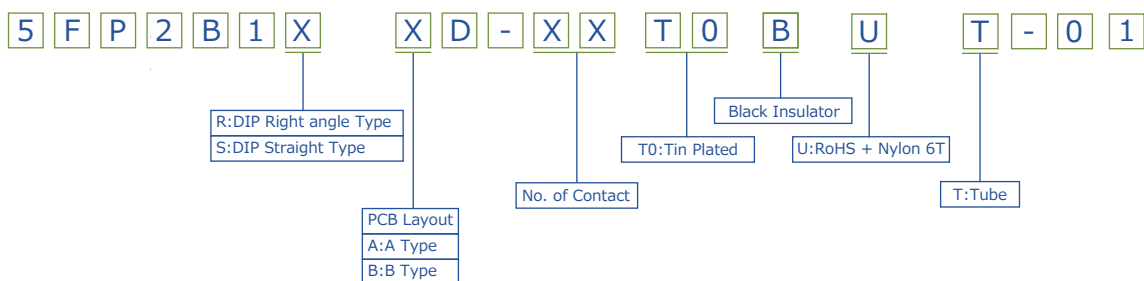 5 F P 2 B 1 X X D - X X T 0 B U T - 0 1
R:DIP Right angle Type
S:DIP Straight Type
PCB Layout
A:A Type
B:B Type
No. of Contact
T0:Tin Plated
Black Insulator
U:RoHS + Nylon 6T
T:Tube